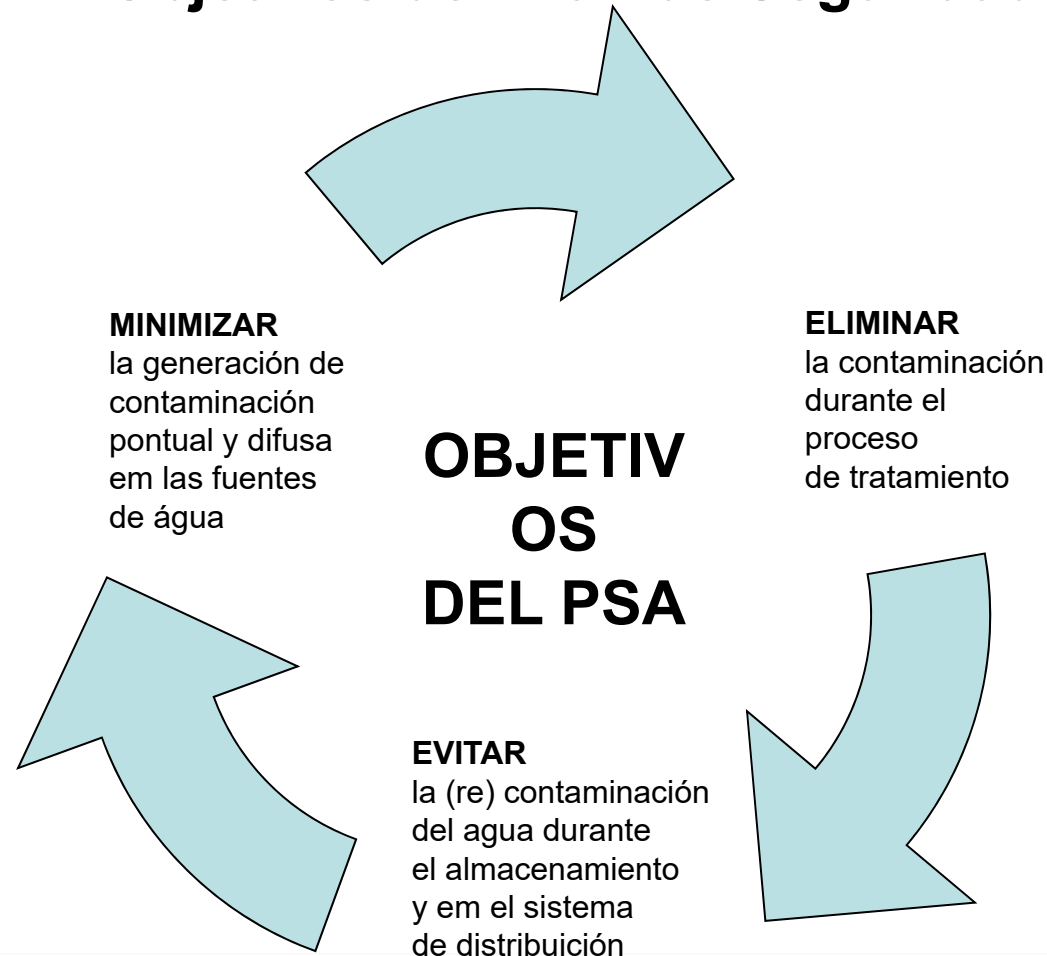 MINIMIZAR
la generación de
contaminación
pontual y difusa
em las fuentes
de água
ELIMINAR
la contaminación
durante el
proceso
de tratamiento
OBJETIV
OS
DEL PSA
EVITAR
la (re) contaminación
del agua durante
el almacenamiento
y em el sistema
de distribuición